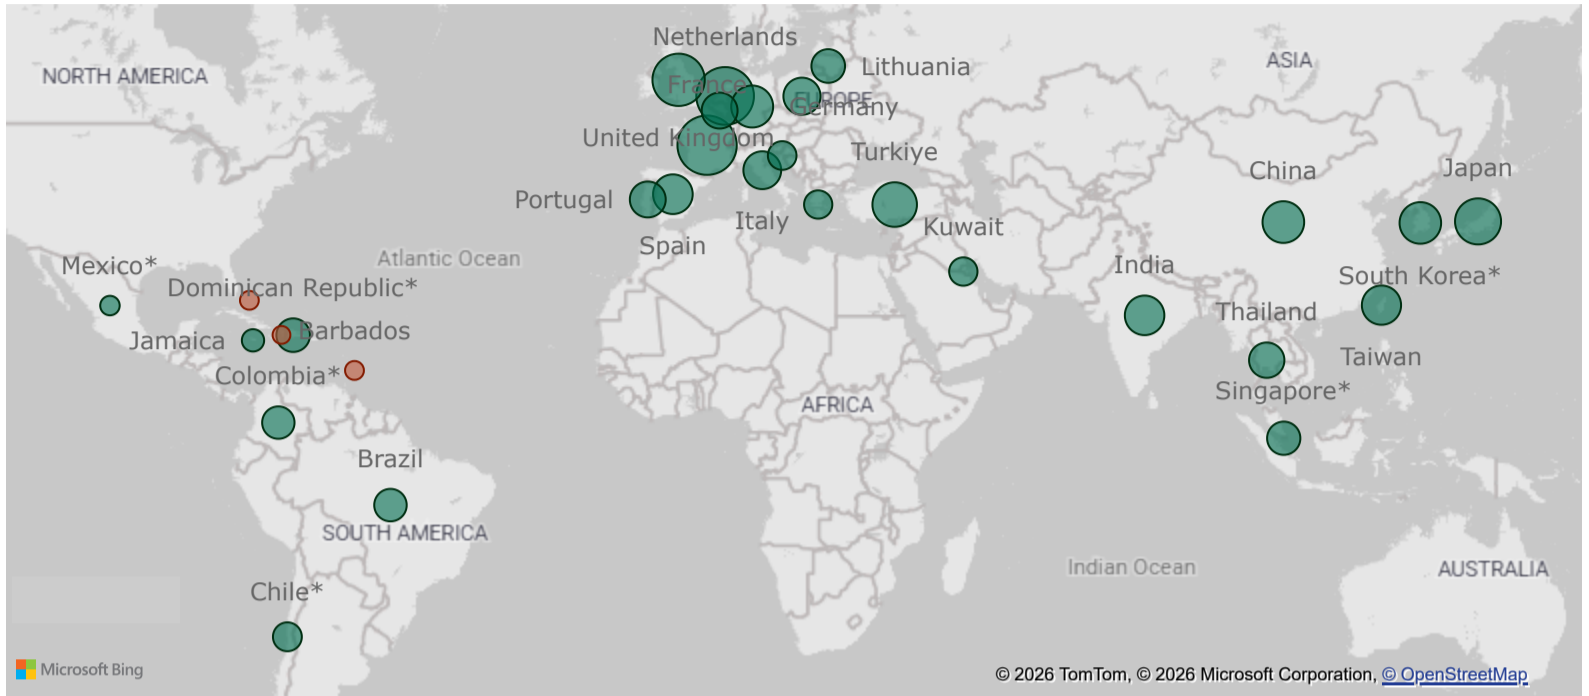 Netherlands
NORTH AMERICA
France
Lithuania
ASIA
EUROPE
Germany
United Kingdom
Turkiye
China
Japan
Portugal
Italy
Spain
Kuwait
Atlantic Ocean
Mexico*
India
South Korea*
Dominican Republic*
Thailand
Jamaica
Barbados
Taiwan
Colombia*
Singapore*
AFRICA
Brazil
SOUTH AMERICA
Indian Ocean
AUSTRALIA
Chile*
Microsoft Bing
© 2026 TomTom, © 2026 Microsoft Corporation, © OpenStreetMap